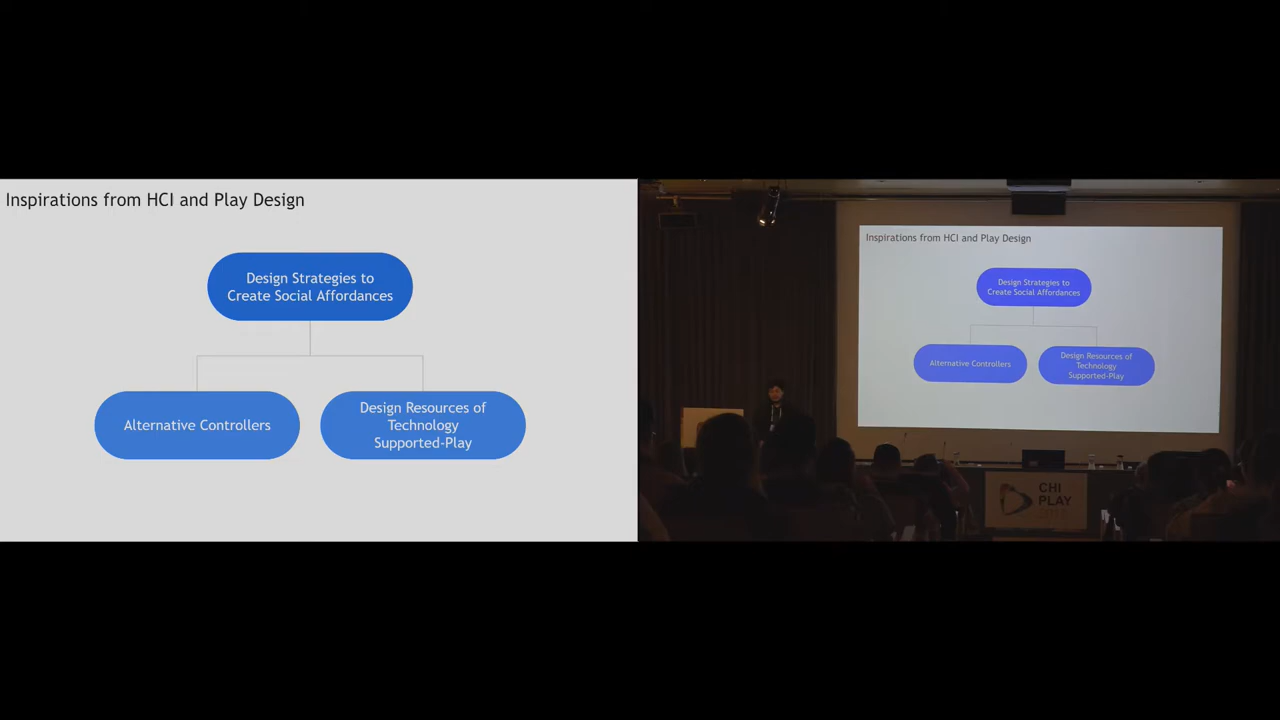 Inspirations from HCI and Play Design
Design Strategies to
Create Social Affordances
Alternative Controllers
Design Resources of
Technology
Supported-Play
Inspirations from HCI and Play Design
Design Strategies to
Create Social Affordances
Alternative Controllers
Design Resources of
Technology
Supported-Play
CHI
PLAY